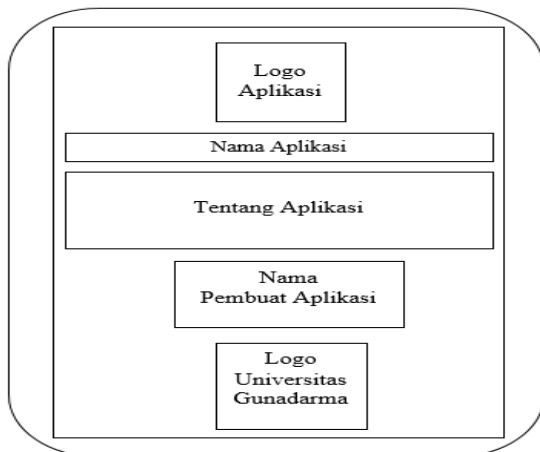 Logo
Aplikasi
Nama Aplikasi
Tentang Aplikasi
Nama
Pembuat Aplikasi
Logo
Universitas
Gunadarma